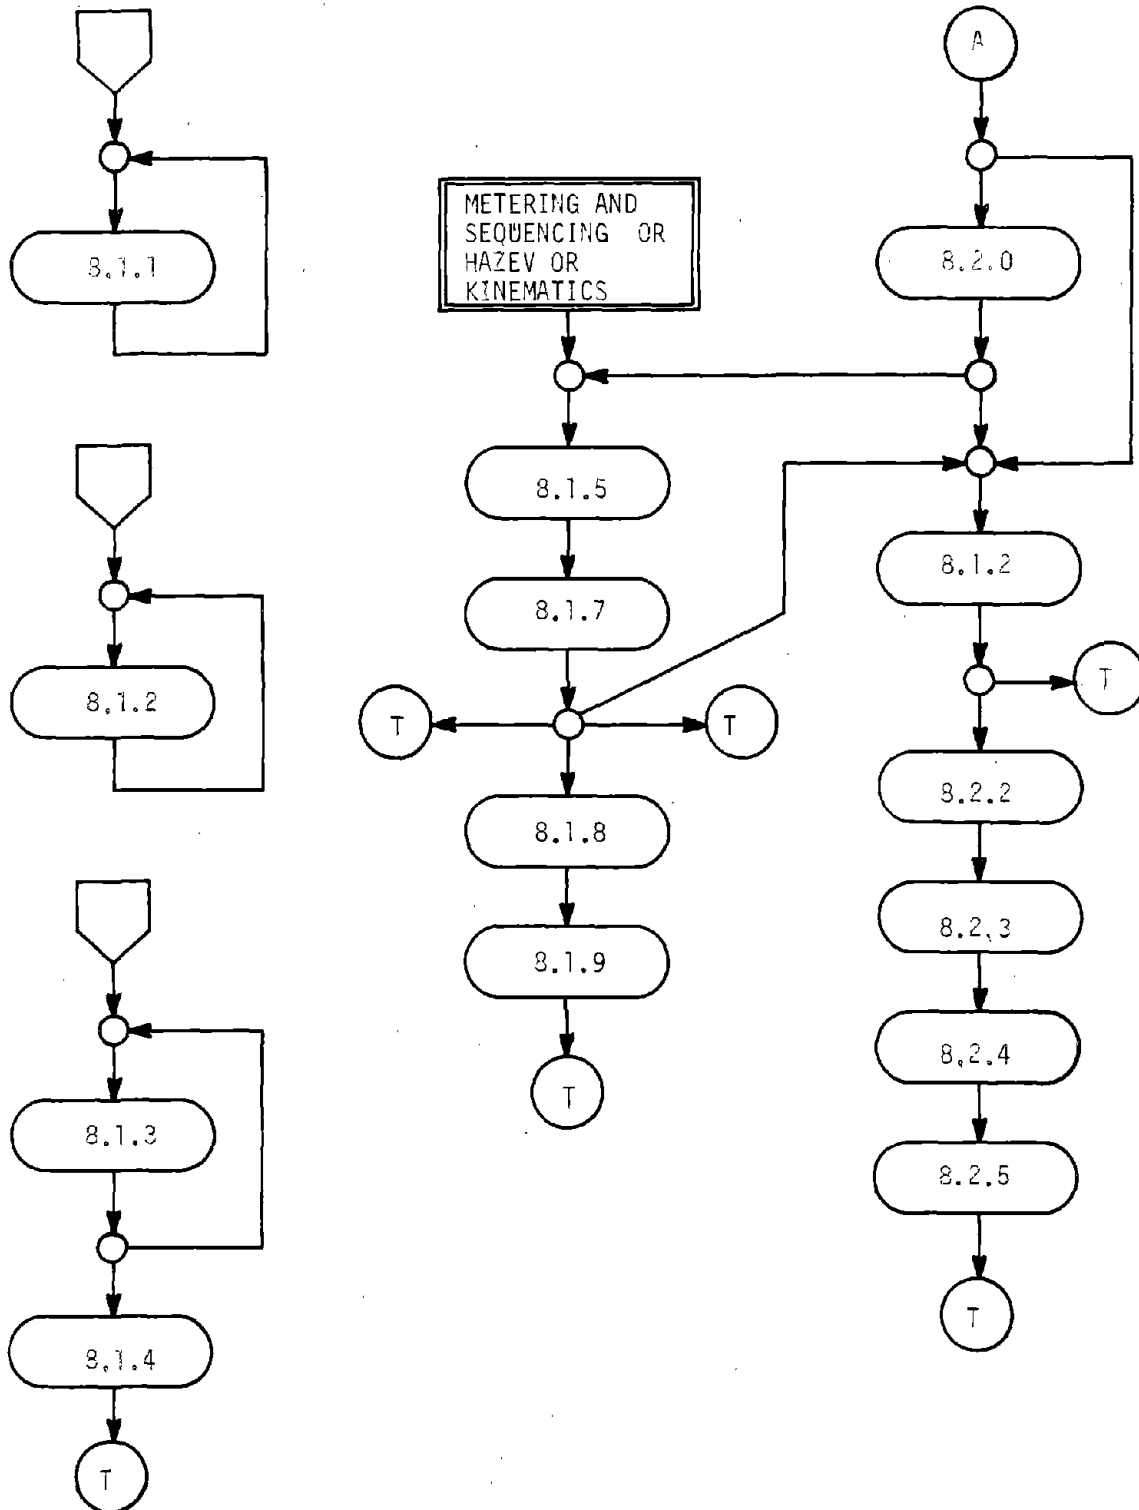 8.1.1
8.1.2
8.1.3
8.1.4
T
METERING AND
SEQUENCING OR
HAZEV OR
KINEMATICS
8.1.5
8.1.7
T
T
8.1.8
8.1.9
T
A
8.2.0
8.1.2
T
8.2.2
8.2.3
8.2.4
8.2.5
T